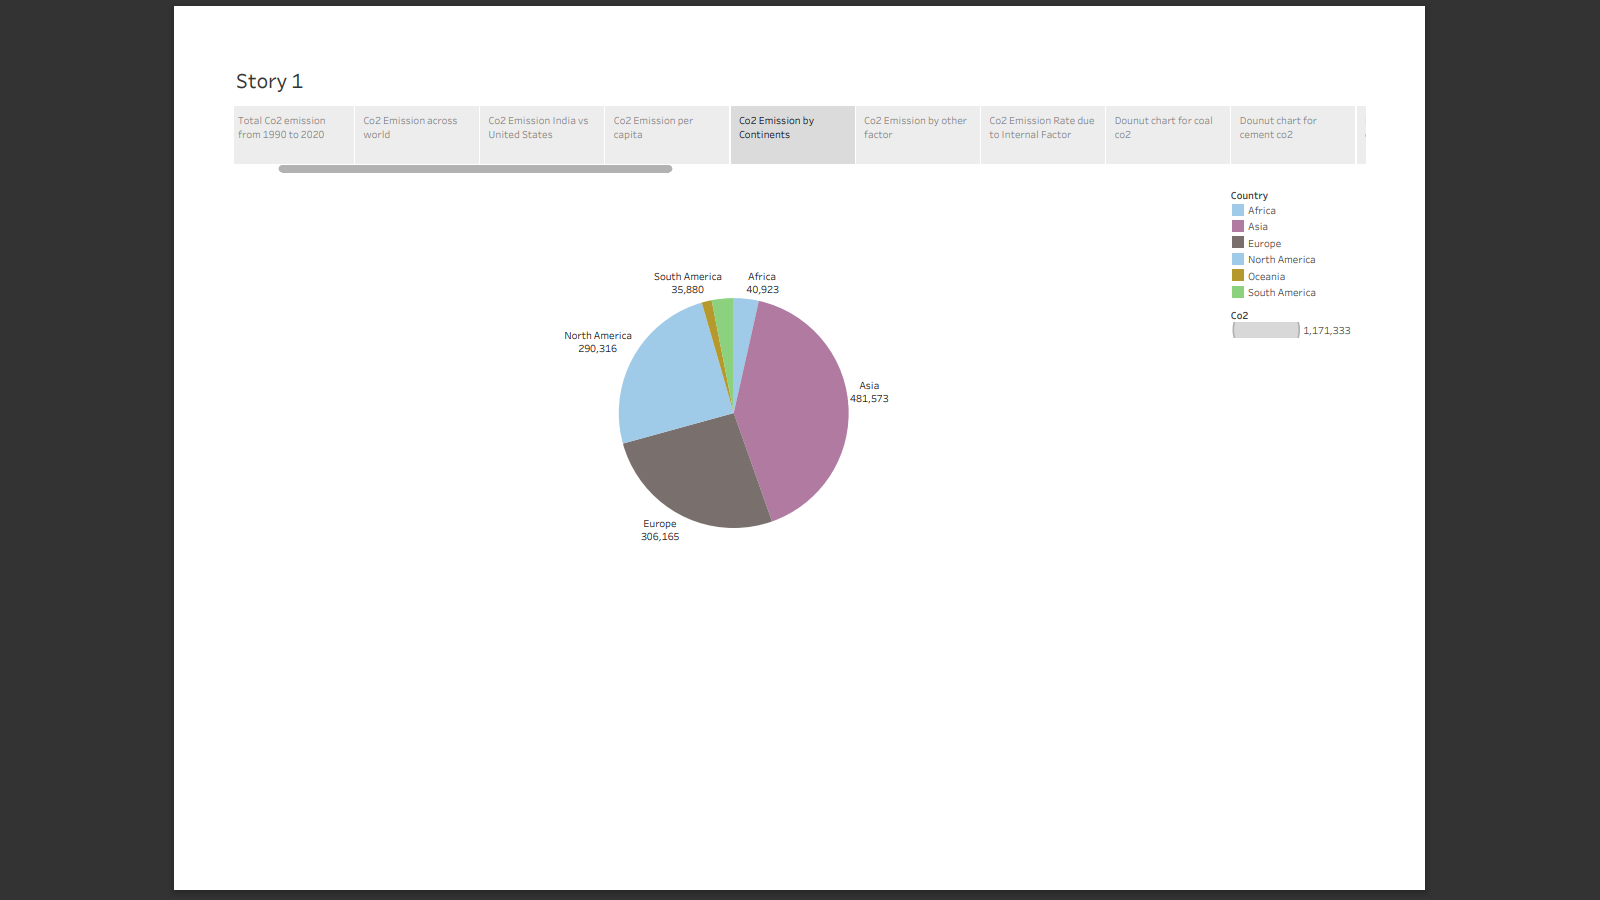 Story 1
Total Co2 emission
from 1990 to 2020
Co2 Emission across
world
Co2 Emission India vs
United States
Co2 Emission per
capita
Co2 Emission by
Continents
Co2 Emission by other
factor
Co2 Emission Rate due
to Internal Factor
Dounut chart for coal
co2
Dounut chart for
cement co2
Country
Africa
Asia
Europe
North America
Oceania
South America
Co2
1,171,333
South America
35,880
Africa
40,923
North America
290,316
Asia
481,573
Europe
306,165